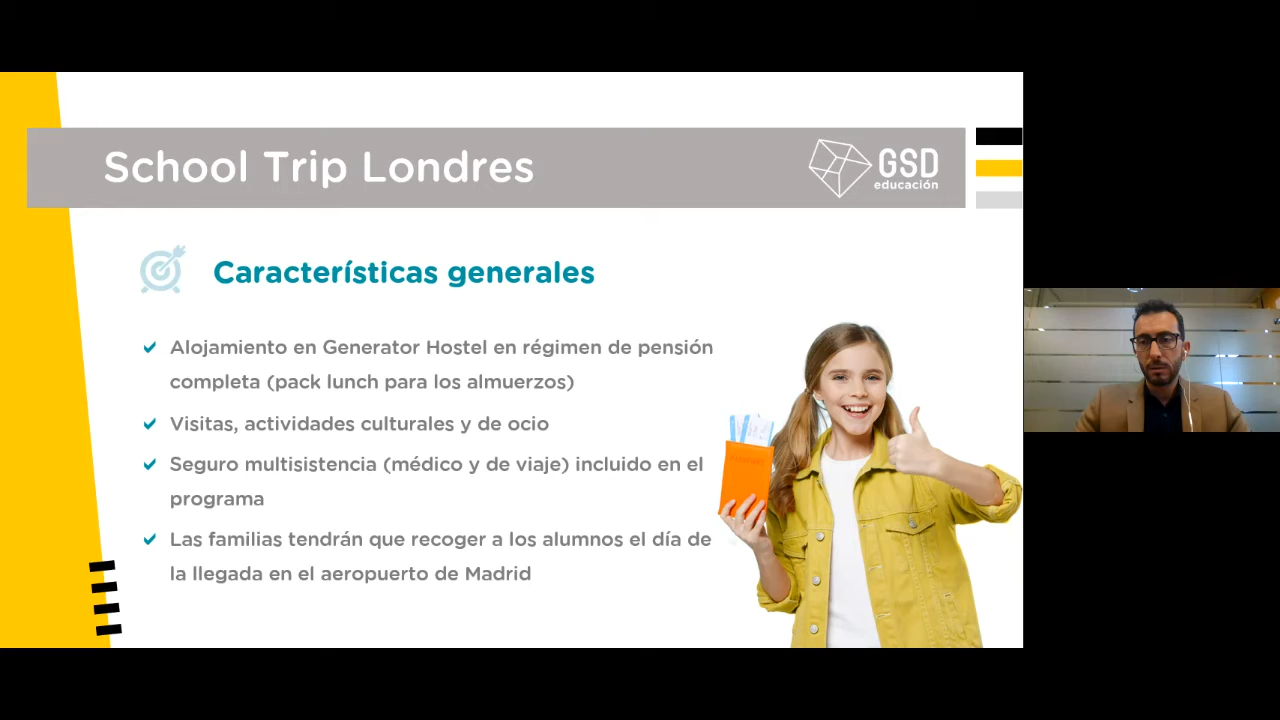 School Trip Londres
GSD
educación
Características generales
Alojamiento en Generator Hostel en régimen de pensión
completa (pack lunch para los almuerzos)
Visitas, actividades culturales y de ocio
Seguro multisistencia (médico y de viaje) incluido en el
programa
Las familias tendrán que recoger a los alumnos el día de
la llegada en el aeropuerto de Madrid